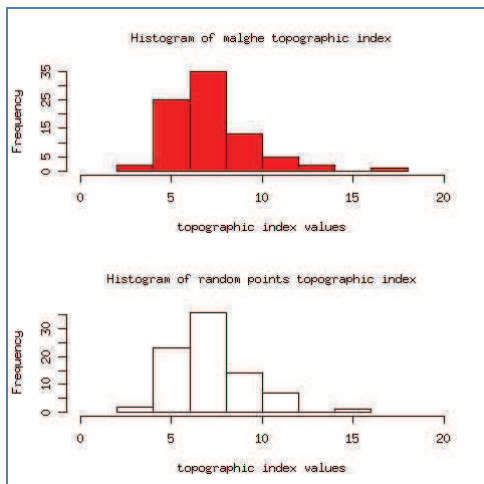 Histogram of malghe topographic index
Frequency
35
25
15
5
0
0 5 10 15 20
topographic index values
Histogram of random points topographic index
Frequency
30
20
10
0
0 5 10 15 20
topographic index values